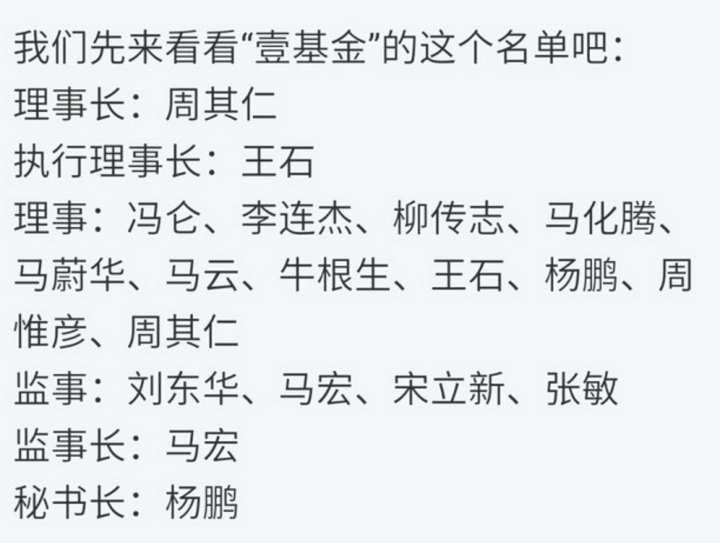 我们先来看看“壹基金”的这个名单吧：
理事长：周其仁
执行理事长：王石
理事：冯仑、李连杰、柳传志、马化腾、
马蔚华、马云、牛根生、王石、杨鹏、周
惟彦、周其仁
监事：刘东华、马宏、宋立新、张敏
监事长：马宏
秘书长：杨鹏